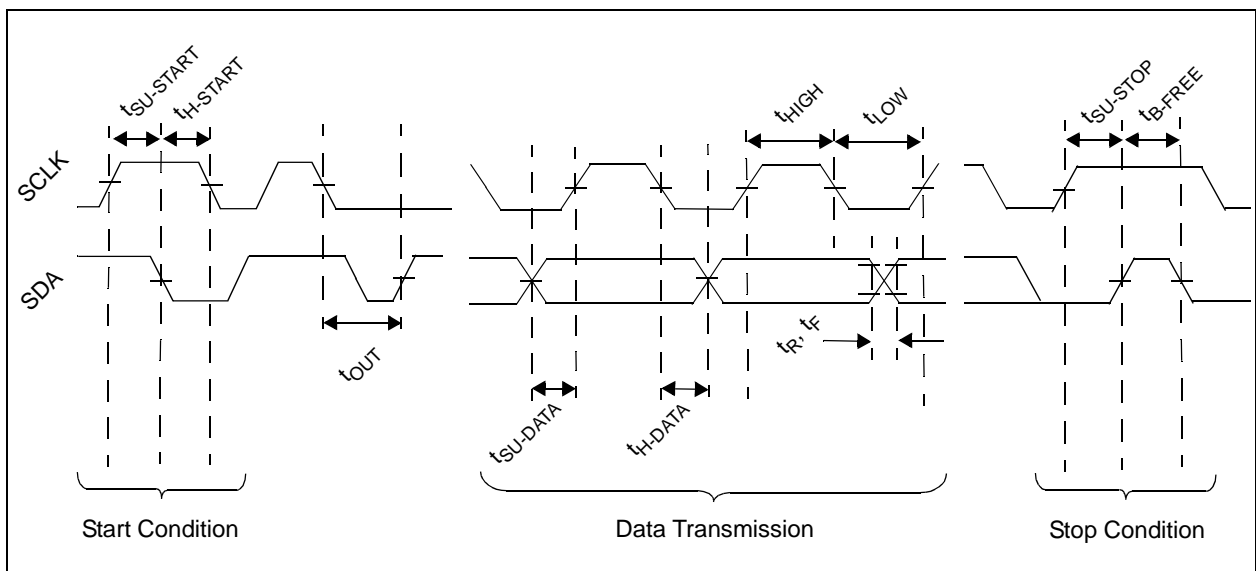 tSU-START
tH-START
tHIGH
tLOW
tSU-STOP
tB-FREE
SCLK
SDA
tOUT
tR, tF
tSU-DATA
tH-DATA
Start Condition
Data Transmission
Stop Condition